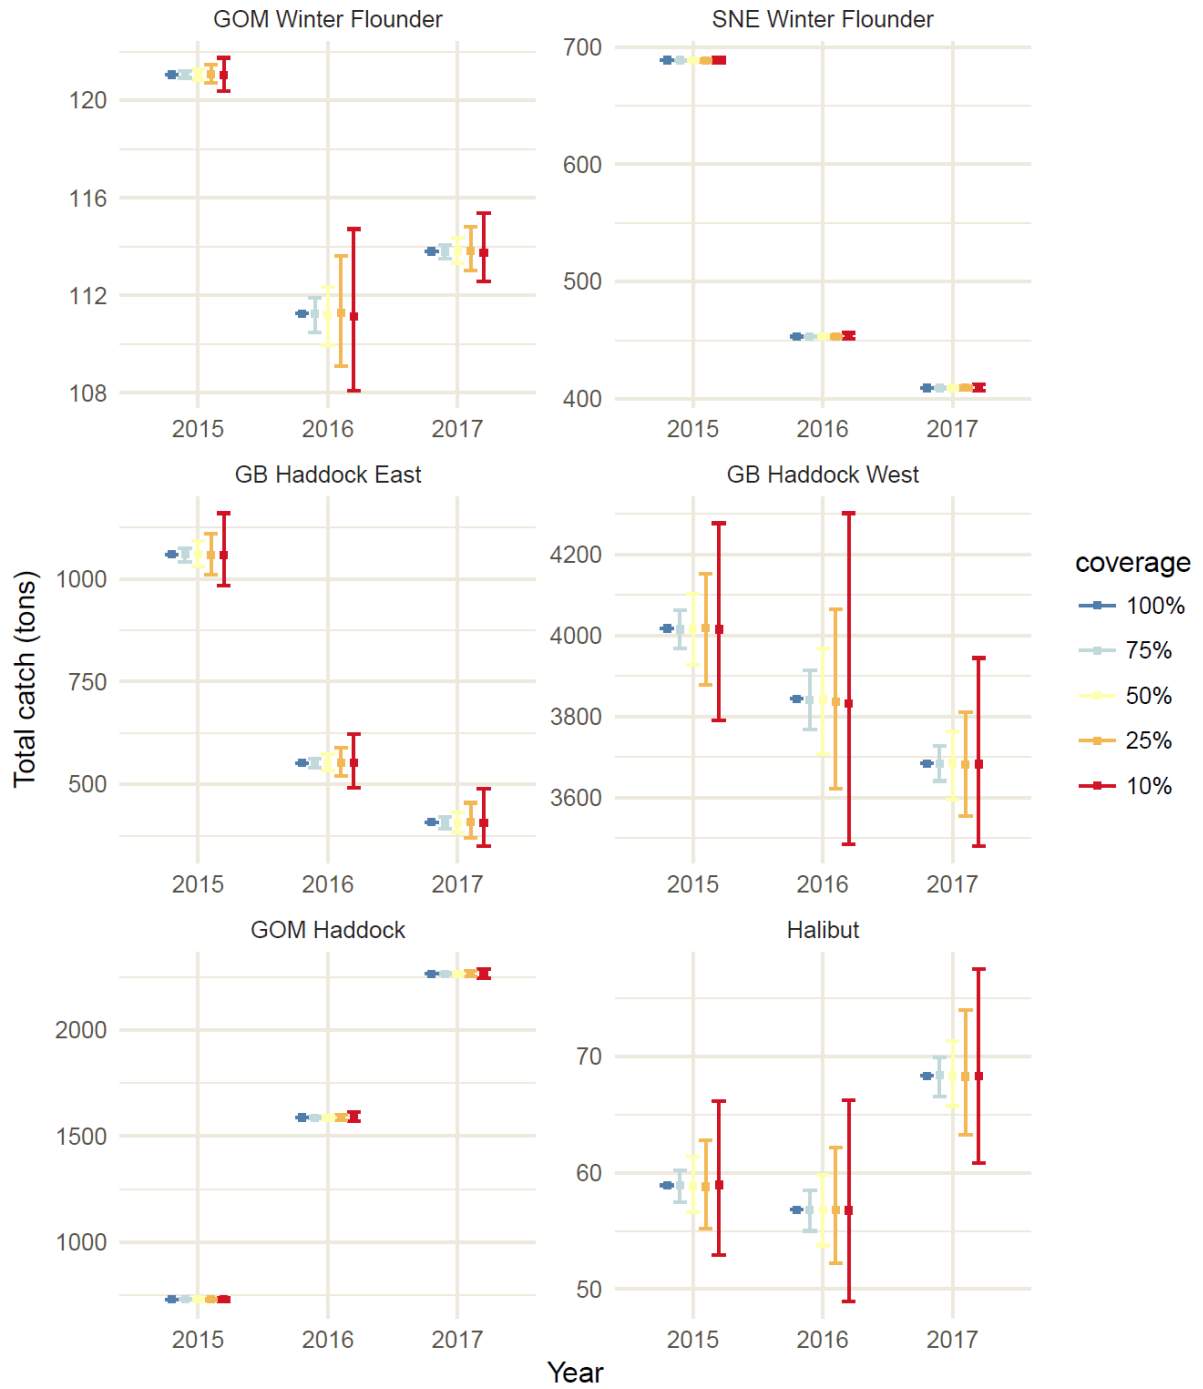 GOM Winter Flounder
SNE Winter Flounder
120
116
112
108
2015 2016 2017
700
600
500
400
2015 2016 2017
GB Haddock East
GB Haddock West
1000
750
500
2015 2016 2017
4200
4000
3800
3600
2015 2016 2017
GOM Haddock
Halibut
2000
1500
1000
2015 2016 2017
70
60
50
2015 2016 2017
Total catch (tons)
Year
coverage
100%
75%
50%
25%
10%